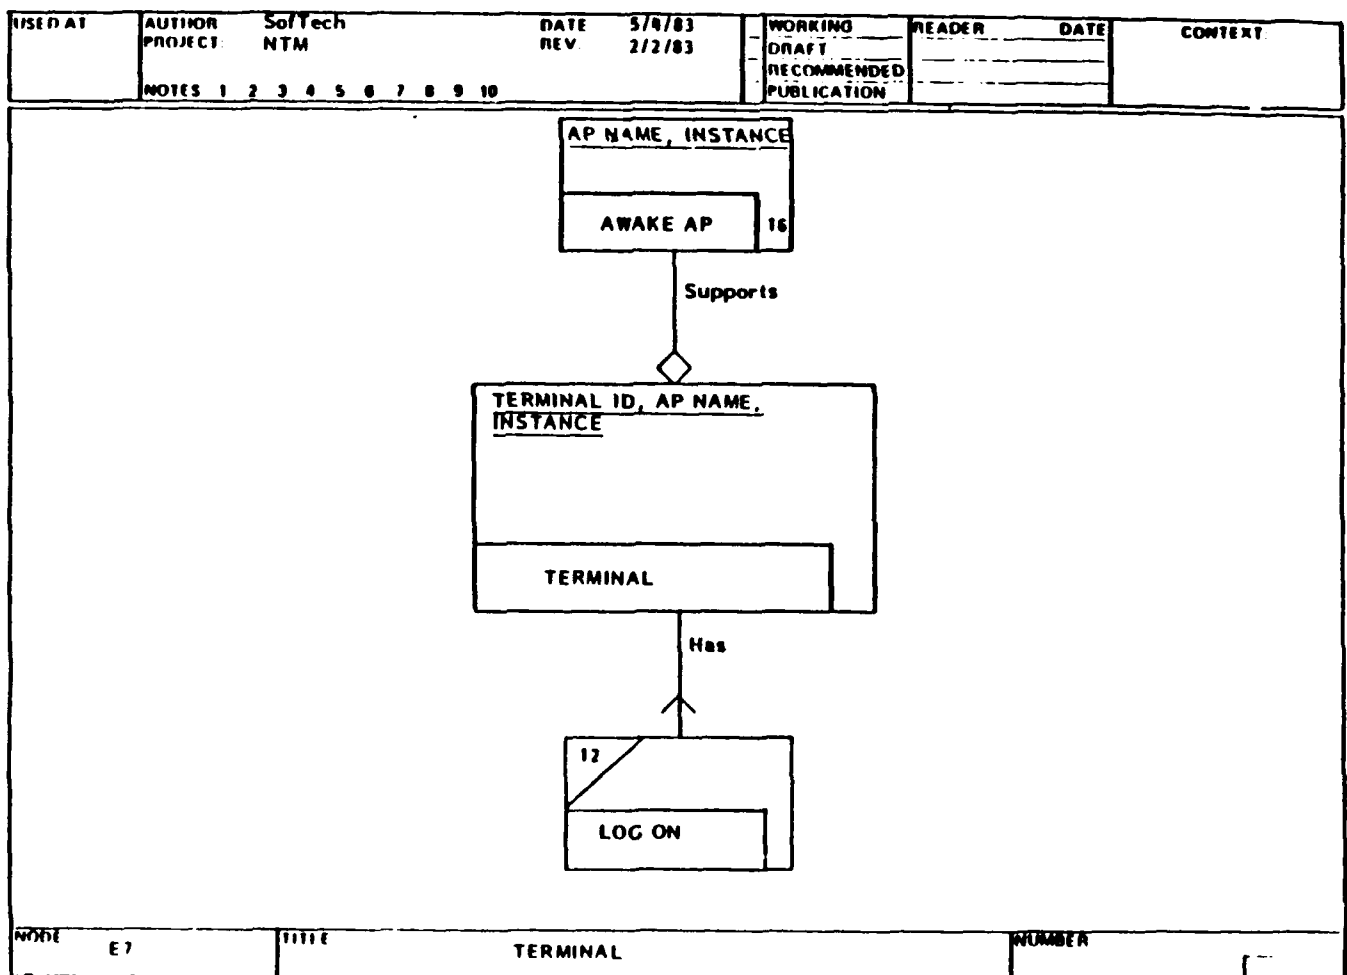 USED AT
AUTHOR SofTech DATE 5/4/83
PROJECT: NTM REV. 2/2/83
NOTES 1 2 3 4 5 6 7 8 9 10
WORKING
DRAFT
RECOMMENDED
PUBLICATION
READER DATE
CONTEXT:
AP NAME, INSTANCE
AWAKE AP 16
Supports
TERMINAL ID, AP NAME,
INSTANCE
TERMINAL
Has
12
LOG ON
NODE E7
TITLE TERMINAL
NUMBER